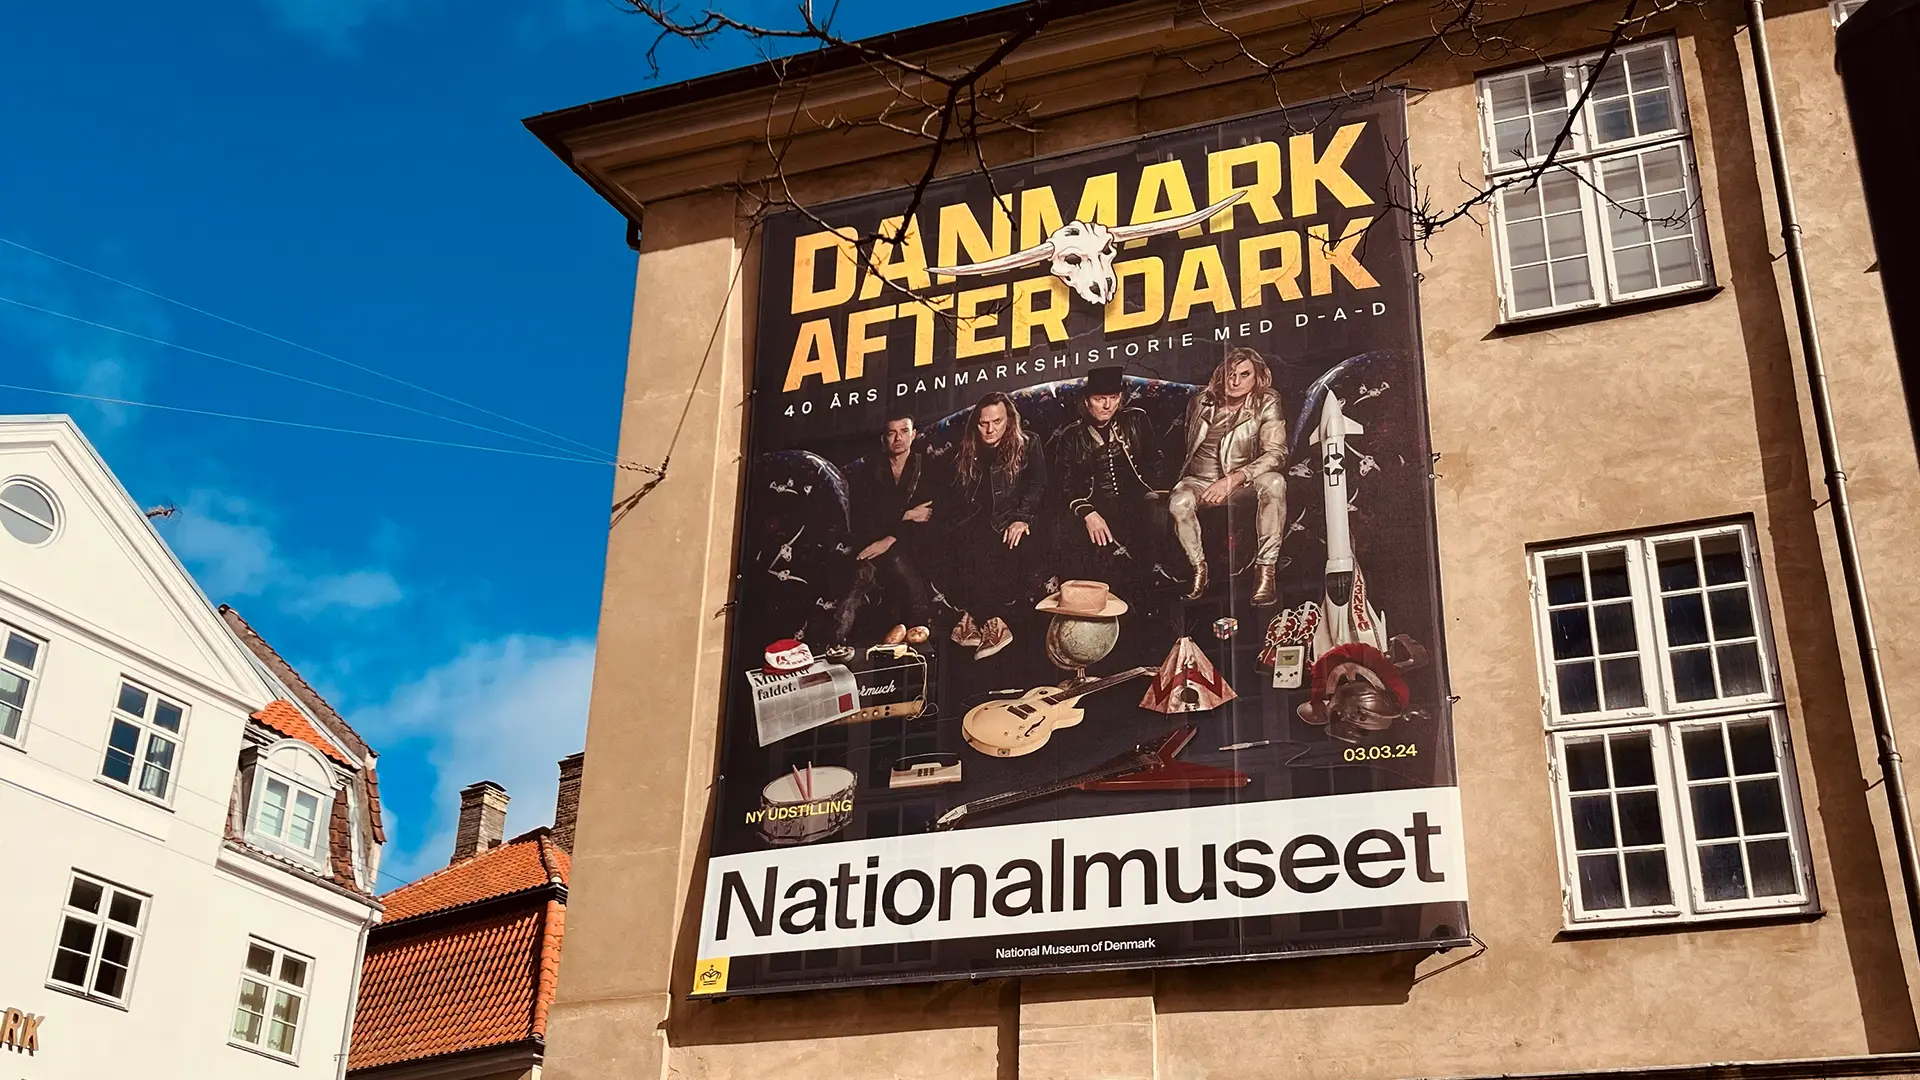 DANMARK
AFTER DARK
40 ÅRS DANMARKSHISTORIE MED D-A-D
Muren er
faldet.
03.03.24
NY UDSTILLING
Nationalmuseet
National Museum of Denmark
RK